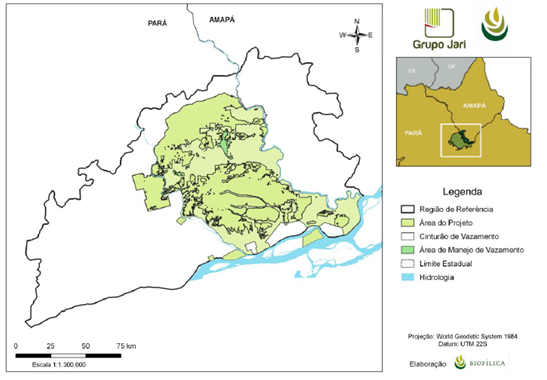 PARÁ
AMAPÁ
N
W E
S
Grupo Jari
AMAPÁ
PARÁ
Legenda
Região de Referência
Área do Projeto
Cinturão de Vazamento
Área de Manejo de Vazamento
Limite Estadual
Hidrologia
0 12,5 25 50 75 km
Escala 1:1.300.000
Projeção: World Geodetic System 1984
Datum: UTM 22S
Elaboração BIOFÍLICA